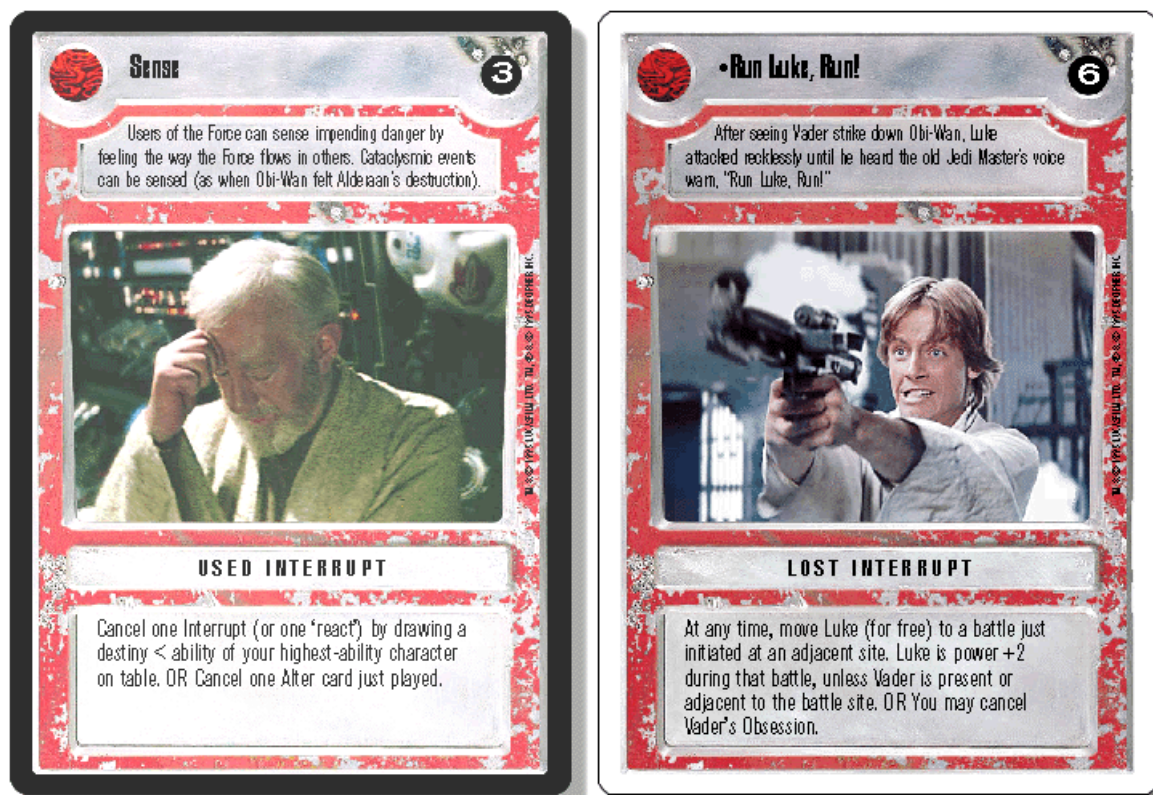 Sense
3
Users of the Force can sense impending danger by
feeling the way the Force flows in others. Cataclysmic events
can be sensed (as when Obi-Wan felt Alderaan's destruction).
USED INTERRUPT
Cancel one Interrupt (or one 'react') by drawing a
destiny < ability of your highest-ability character
on table. OR Cancel one Alter card just played.
•Run Luke, Run!
6
After seeing Vader strike down Obi-Wan, Luke
attacked recklessly until he heard the old Jedi Master's voice
warn, "Run Luke, Run!"
LOST INTERRUPT
At any time, move Luke (for free) to a battle just
initiated at an adjacent site. Luke is power +2
during that battle, unless Vader is present or
adjacent to the battle site. OR You may cancel
Vader's Obsession.